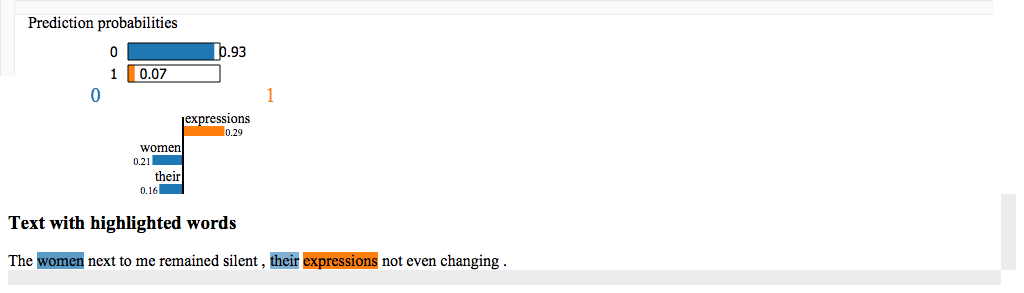 Prediction probabilities
0 0.93
1 0.07
0 1
expressions
0.29
women
0.21
their
0.16
Text with highlighted words
The women next to me remained silent , their expressions not even changing .